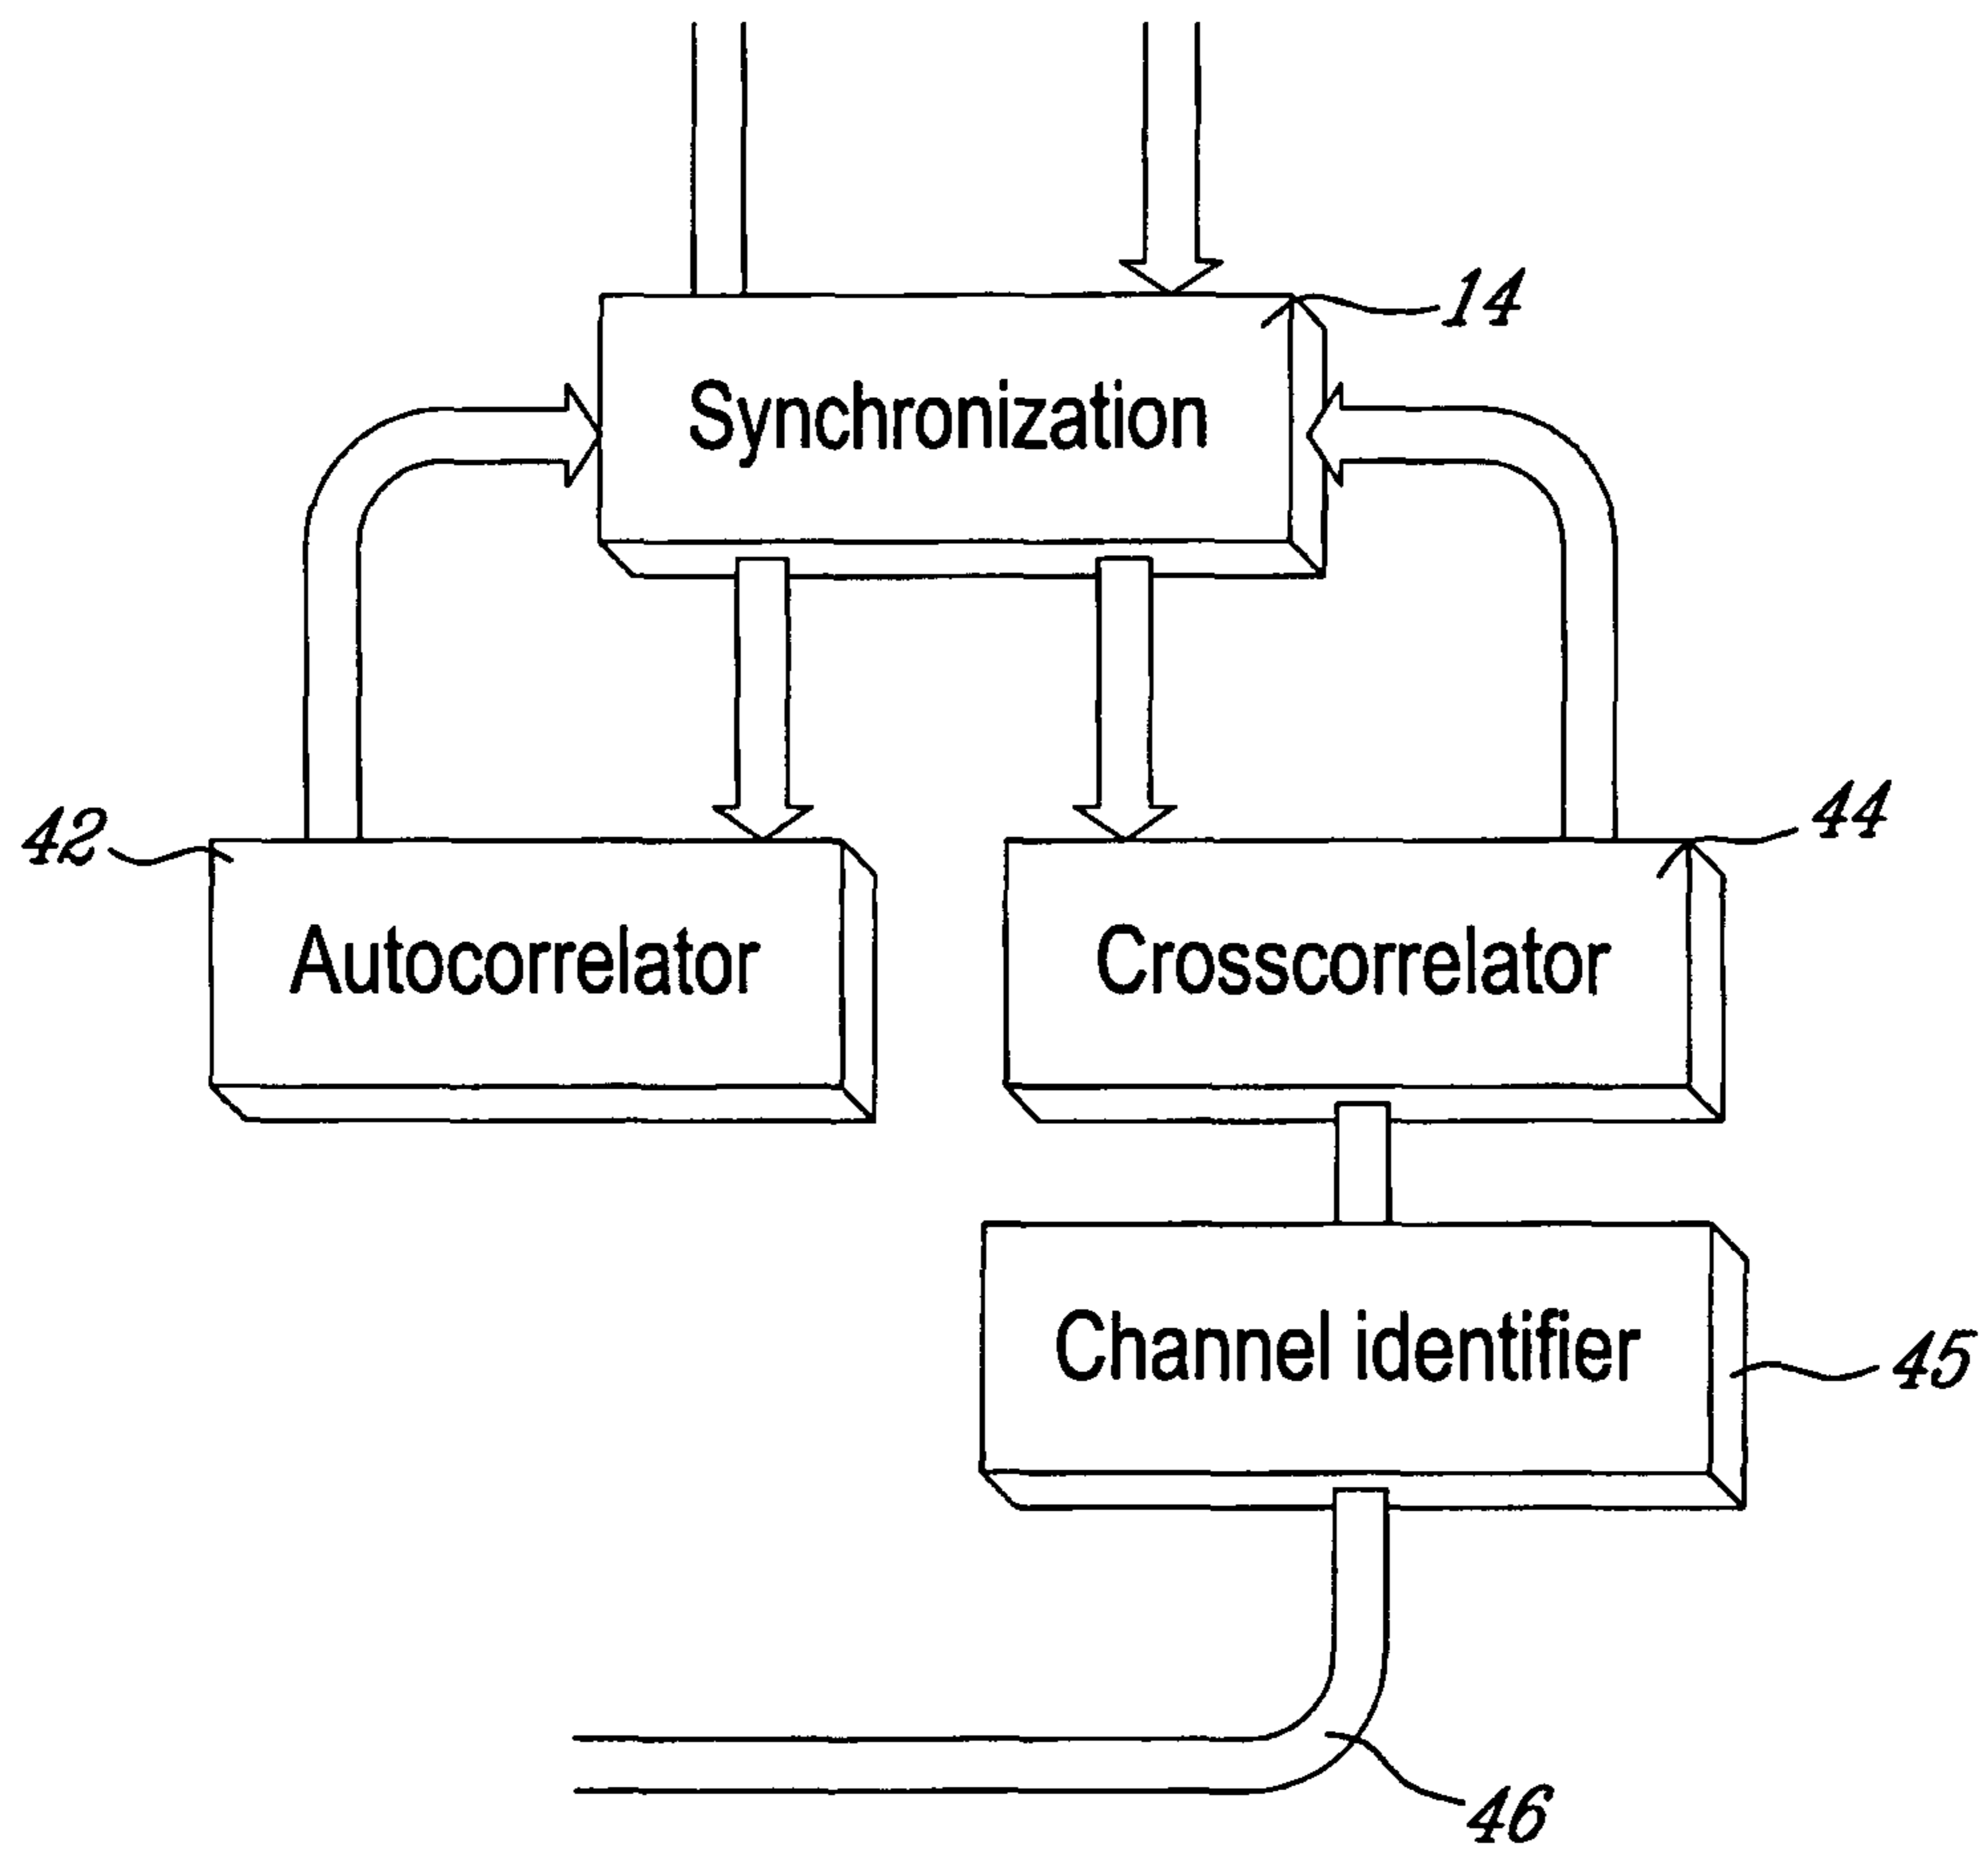 14
Synchronization
42
44
Autocorrelator
Crosscorrelator
Channel identifier
45
46